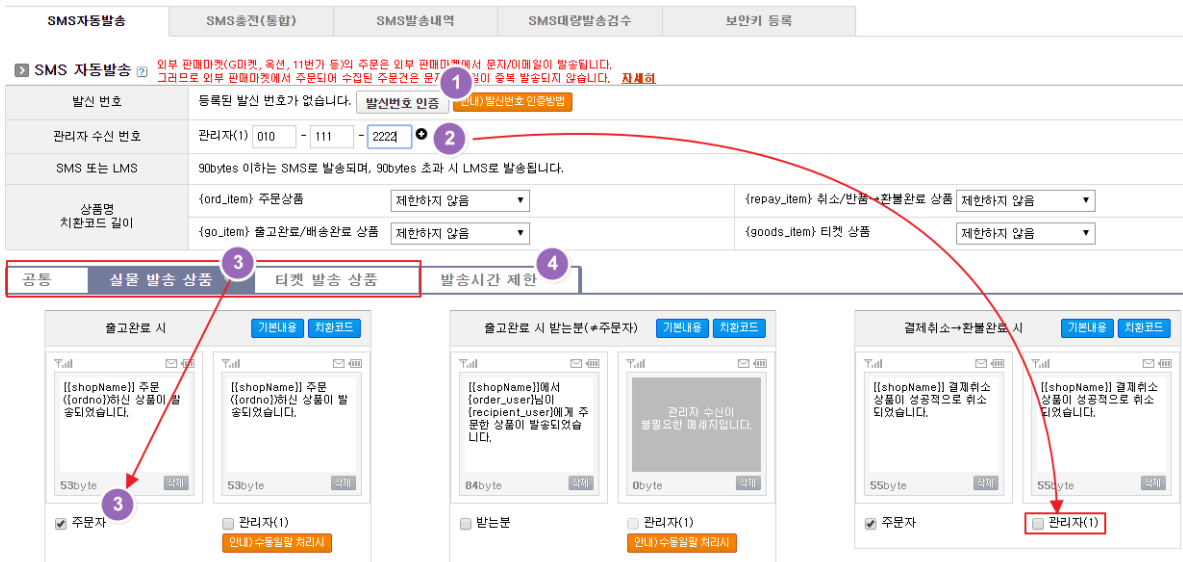 SMS자동발송 SMS충전(통합) SMS발송내역 SMS대량발송검수 보안키 등록
SMS 자동발송 ?
외부 판매마켓(G마켓, 옥션, 11번가 등)의 주문은 외부 판매마켓에서 문자/이메일이 발송됩니다.
그러므로 외부 판매마켓에서 주문되어 수집된 주문건은 문자 일이 중복 발송되지 않습니다. 자세히
1
발신 번호 등록된 발신 번호가 없습니다. 발신번호 인증 안내)발신번호 인증방법
관리자 수신 번호 관리자(1) 010 - 111 - 2222 2
SMS 또는 LMS 90bytes 이하는 SMS로 발송되며, 90bytes 초과 시 LMS로 발송됩니다.
상품명
치환코드 길이
{ord_item} 주문상품 제한하지 않음 {repay_item} 취소/반품→환불완료 상품 제한하지 않음
{go_item} 출고완료/배송완료 상품 제한하지 않음 {goods_item} 티켓 상품 제한하지 않음
3 4
공통 실물 발송 상품 티켓 발송 상품 발송시간 제한
출고완료 시 기본내용 치환코드
[{shopName}] 주문
({ordno})하신 상품이 발
송되었습니다.
53byte 삭제
[{shopName}] 주문
({ordno})하신 상품이 발
송되었습니다.
53byte 삭제
3
주문자 관리자(1)
안내) 수동일괄 처리시
출고완료 시 받는분(≠주문자) 기본내용 치환코드
[{shopName}]에서
{order_user}님이
{recipient_user}에게 주
문한 상품이 발송되었습
니다.
84byte 삭제
관리자 수신이
불필요한 메세지입니다.
0byte 삭제
받는분 관리자(1)
안내) 수동일괄 처리시
결제취소→환불완료 시 기본내용 치환코드
[{shopName}] 결제취소
상품이 성공적으로 취소
되었습니다.
55byte 삭제
[{shopName}] 결제취소
상품이 성공적으로 취소
되었습니다.
55byte 삭제
주문자 관리자(1)